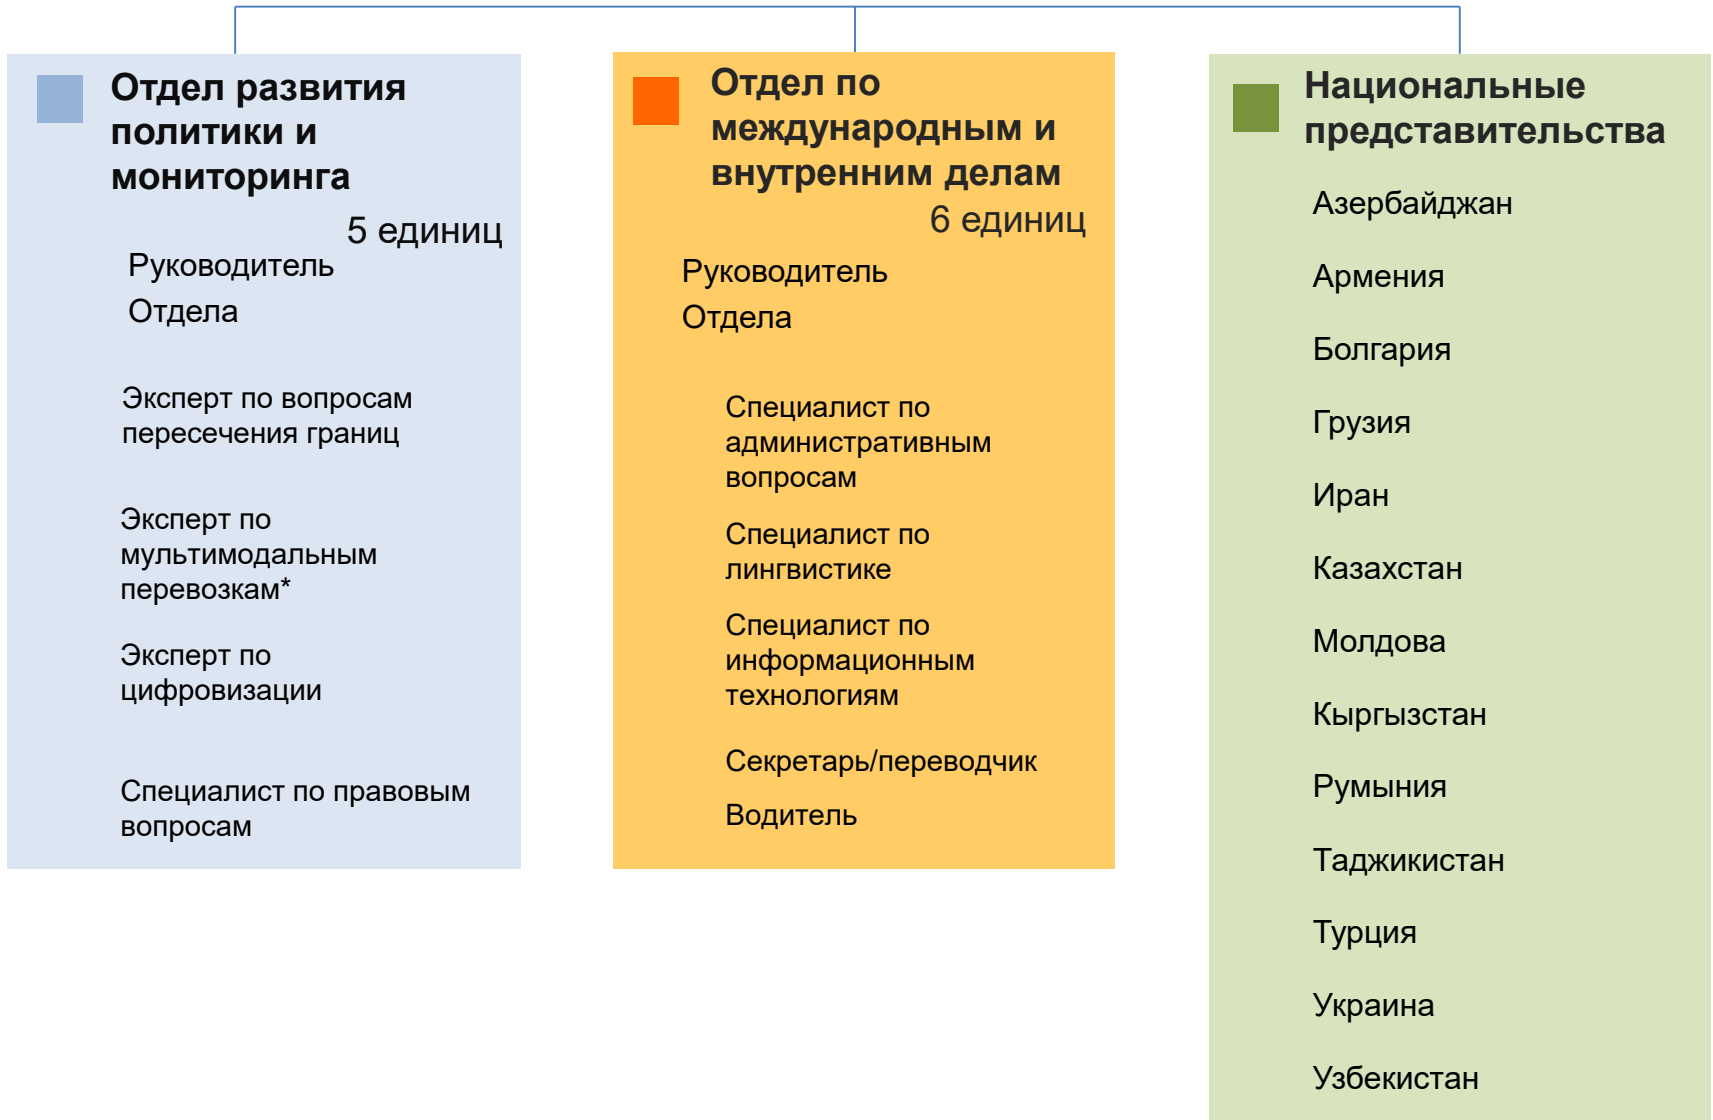 Отдел развития
политики и
мониторинга
5 единиц
Руководитель
Отдела
Эксперт по вопросам
пересечения границ
Эксперт по
мультимодальным
перевозкам*
Эксперт по
цифровизации
Специалист по правовым
вопросам
Отдел по
международным и
внутренним делам
6 единиц
Руководитель
Отдела
Специалист по
административным
вопросам
Специалист по
лингвистике
Специалист по
информационным
технологиям
Секретарь/переводчик
Водитель
Национальные
представительства
Азербайджан
Армения
Болгария
Грузия
Иран
Казахстан
Молдова
Кыргызстан
Румыния
Таджикистан
Турция
Украина
Узбекистан